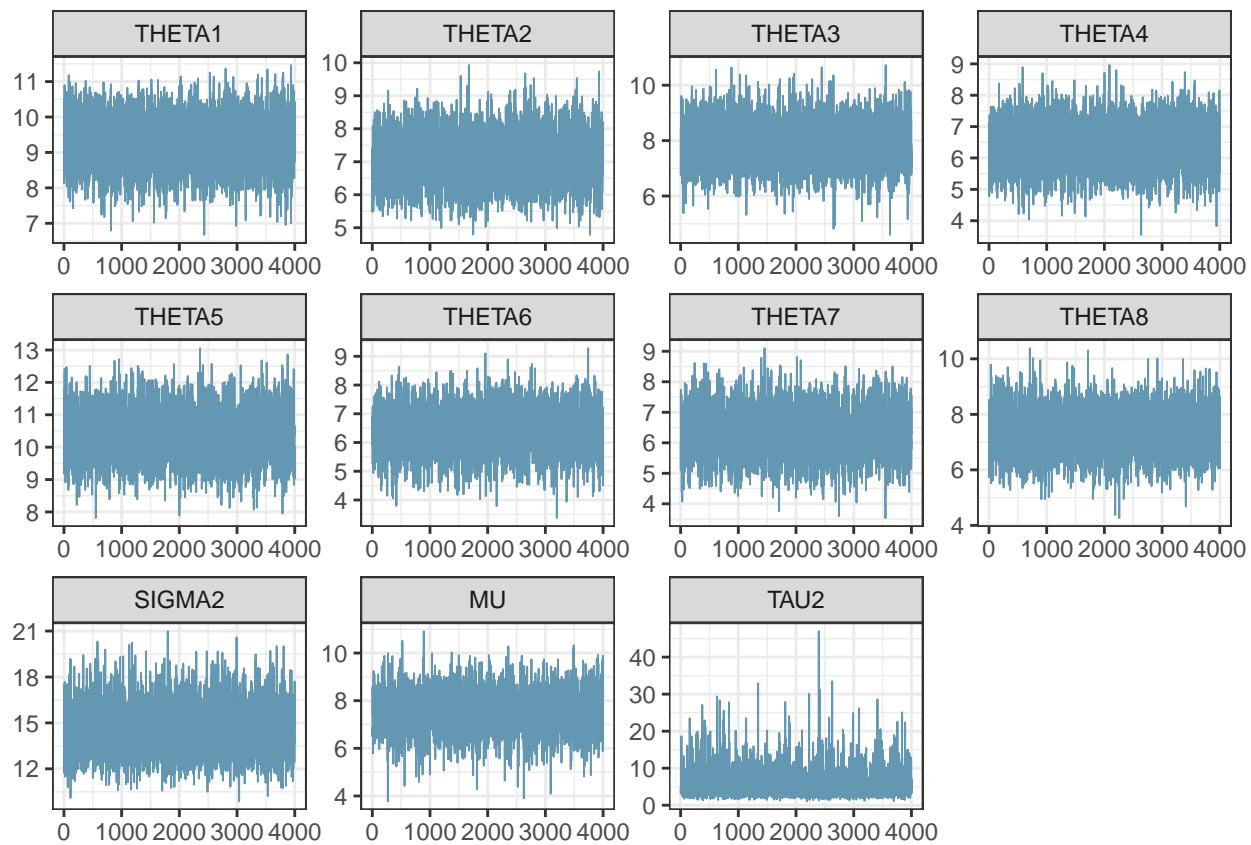 THETA1 THETA2 THETA3 THETA4
11 10 9 8 7
10 9 8 7 6 5
10 8 6
9 8 7 6 5 4
0 1000 2000 3000 4000 0 1000 2000 3000 4000 0 1000 2000 3000 4000 0 1000 2000 3000 4000
THETA5 THETA6 THETA7 THETA8
13 12 11 10 9 8
9 8 7 6 5 4
9 8 7 6 5 4
10 8 6 4
0 1000 2000 3000 4000 0 1000 2000 3000 4000 0 1000 2000 3000 4000 0 1000 2000 3000 4000
SIGMA2 MU TAU2
21 18 15 12
10 8 6 4
40 30 20 10 0
0 1000 2000 3000 4000 0 1000 2000 3000 4000 0 1000 2000 3000 4000